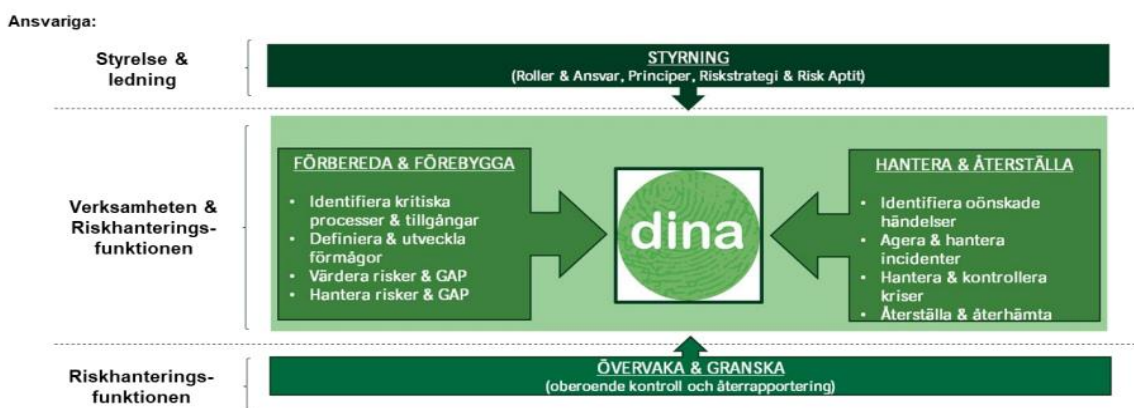 Ansvariga:
Styrelse &
ledning
STYRNING
(Roller & Ansvar, Principer, Riskstrategi & Risk Aptit)
Verksamheten &
Riskhanterings-
funktionen
FÖRBEREDA & FÖREBYGGA
• Identifiera kritiska
processer & tillgångar
• Definiera & utveckla
förmågor
• Värdera risker & GAP
• Hantera risker & GAP
dina
HANTERA & ÅTERSTÄLLA
• Identifiera oönskade
händelser
• Agera & hantera
incidenter
• Hantera & kontrollera
kriser
• Återställa & återhämta
Riskhanterings-
funktionen
ÖVERVAKA & GRANSKA
(oberoende kontroll och återrapportering)